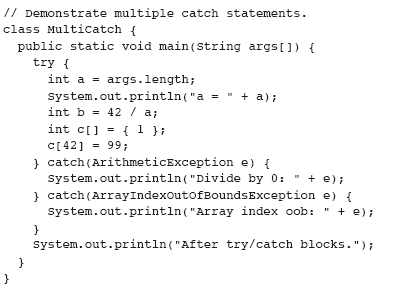 // Demonstrate multiple catch statements.
class MultiCatch {
  public static void main(String args[]) {
    try {
      int a = args.length;
      System.out.println("a = " + a);
      int b = 42 / a;
      int c[] = { 1 };
      c[42] = 99;
    } catch(ArithmeticException e) {
      System.out.println("Divide by 0: " + e);
    } catch(ArrayIndexOutOfBoundsException e) {
      System.out.println("Array index oob: " + e);
    }
    System.out.println("After try/catch blocks.");
  }
}